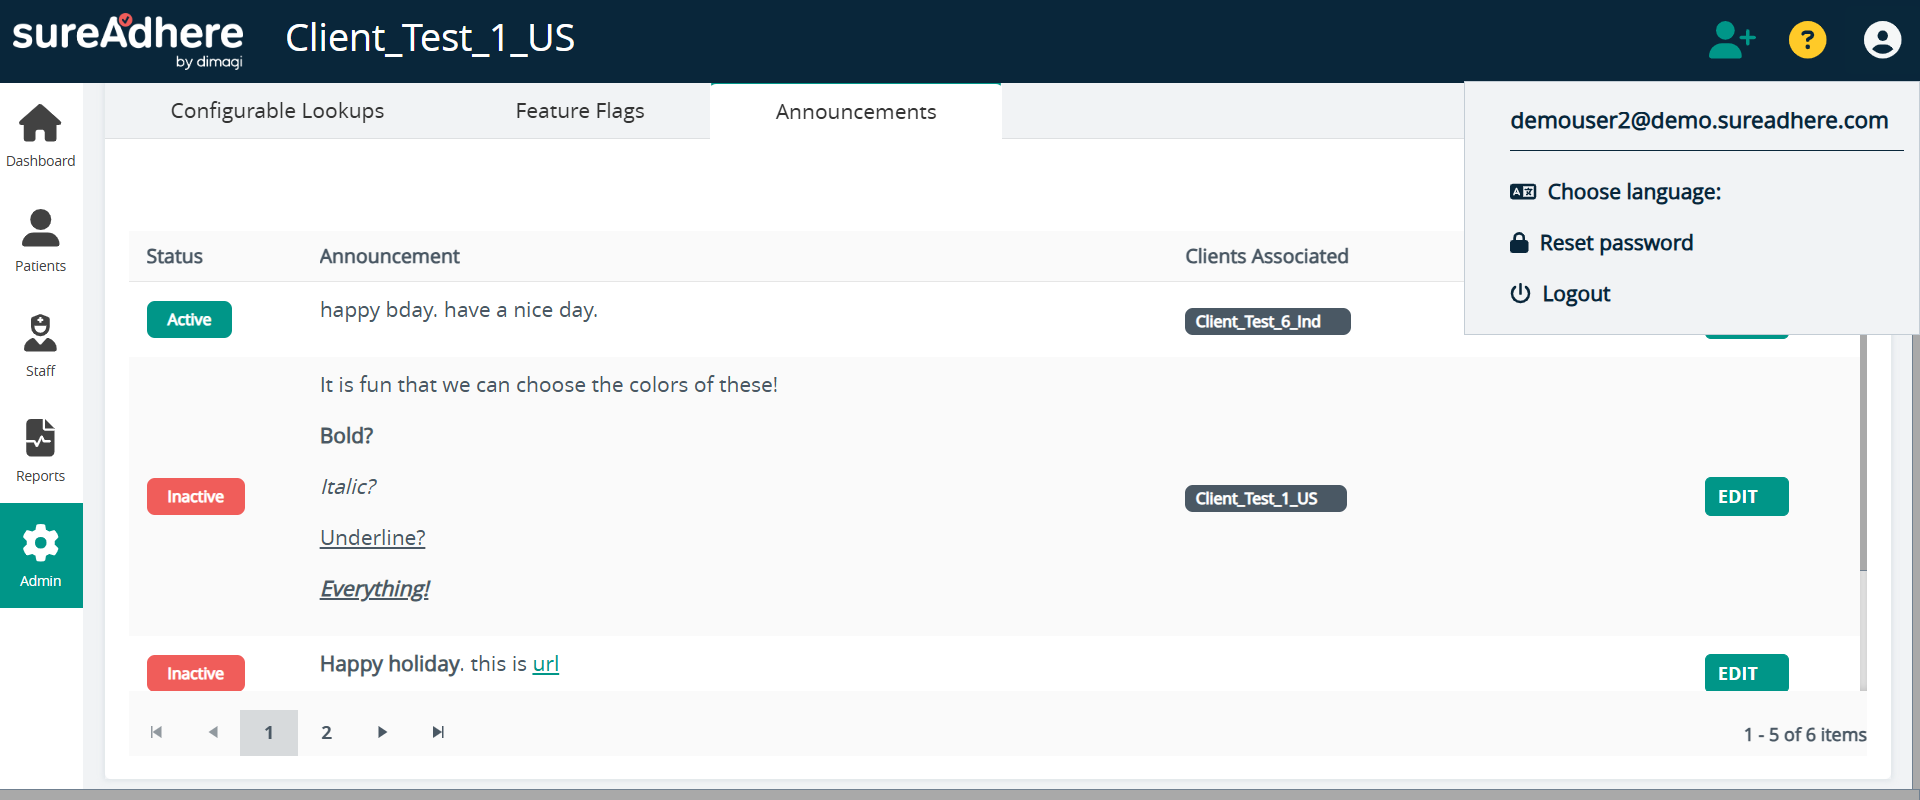 sureAdhere
by dimagi
Client_Test_1_US
?
Configurable Lookups
Feature Flags
Announcements
demouser2@demo.sureadhere.com
Choose language:
Reset password
Logout
Dashboard
Patients
Staff
Reports
Admin
Status
Announcement
Clients Associated
Active
happy bday. have a nice day.
Client_Test_6_Ind
Inactive
It is fun that we can choose the colors of these!
Bold?
Italic?
Underline?
Everything!
Client_Test_1_US
EDIT
Inactive
Happy holiday. this is url
EDIT
1
2
1 - 5 of 6 items